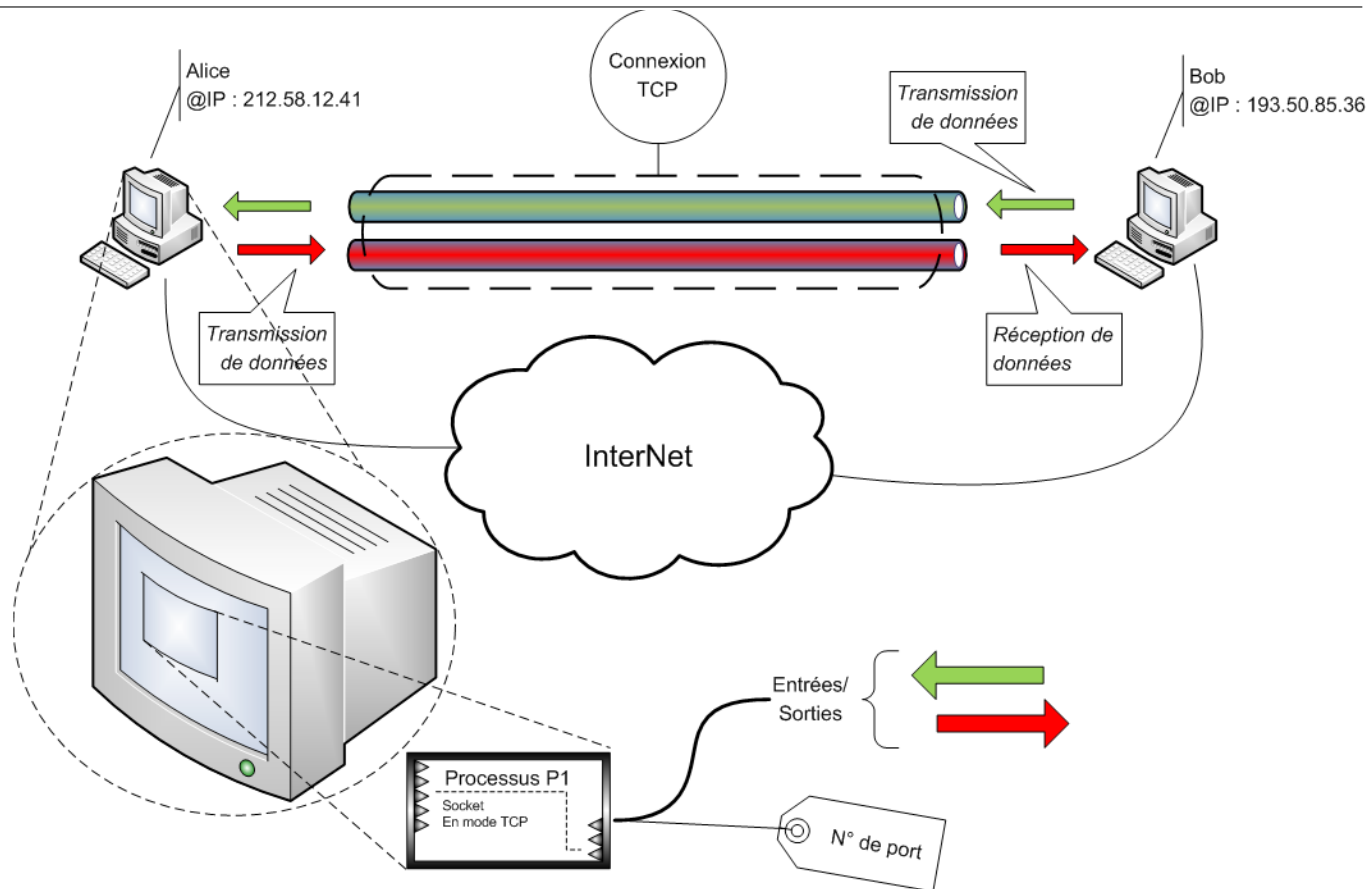 Alice
@IP : 212.58.12.41
Connexion
TCP
Transmission
de données
Bob
@IP : 193.50.85.36
Transmission
de données
Réception de
données
InterNet
Entrées/
Sorties
Processus P1
Socket
En mode TCP
N° de port